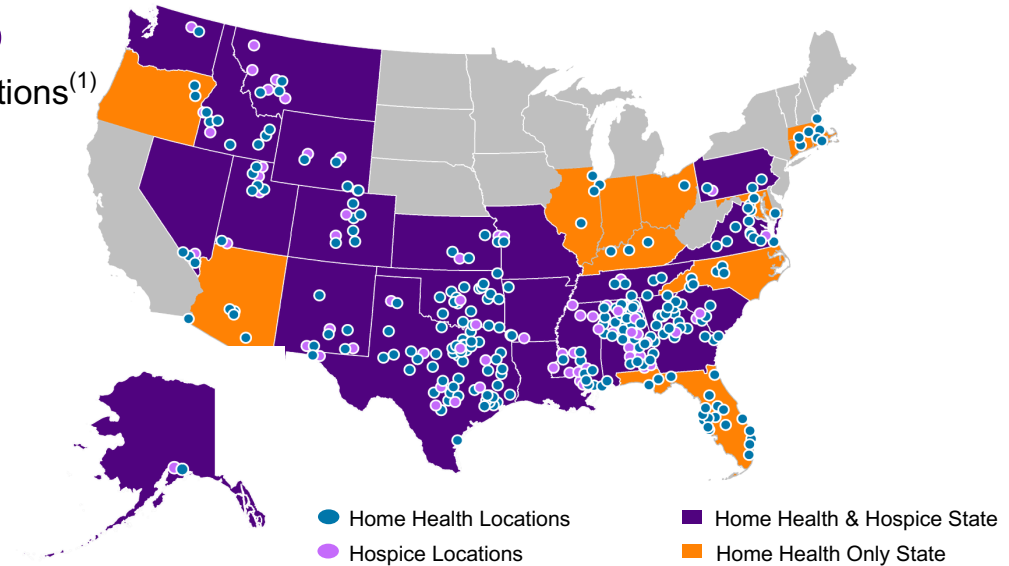 tions(1)
Home Health Locations
Home Health & Hospice State
Hospice Locations
Home Health Only State